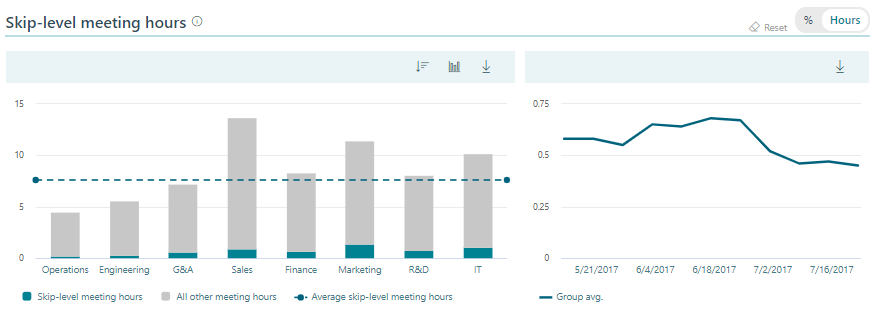 Skip-level meeting hours
Reset
% Hours
15
10
5
0
Operations Engineering G&A Sales Finance Marketing R&D IT
Skip-level meeting hours All other meeting hours Average skip-level meeting hours
0.75
0.5
0.25
0
5/21/2017 6/4/2017 6/18/2017 7/2/2017 7/16/2017
Group avg.